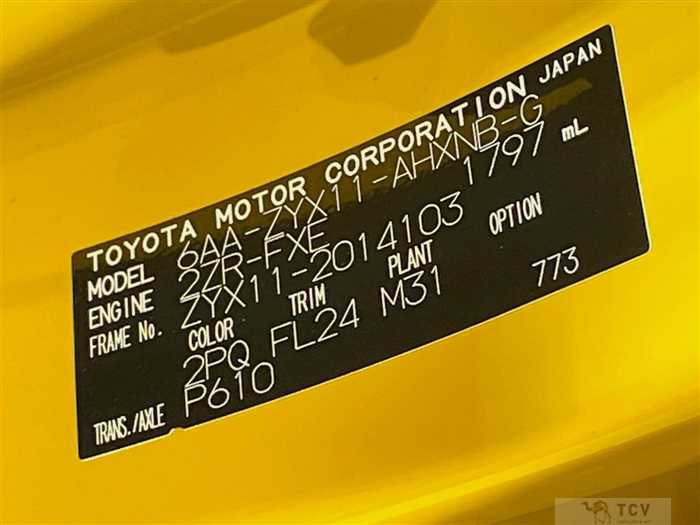 TOYOTA MOTOR CORPORATION JAPAN
MODEL 6AA-ZYX11-AHXNB-G
ENGINE 2ZR-FXE 1797 mL
FRAME No. ZYX11-2014103
COLOR TRIM PLANT OPTION
2PQ FL24 M31 773
TRANS./AXLE P610
TCV